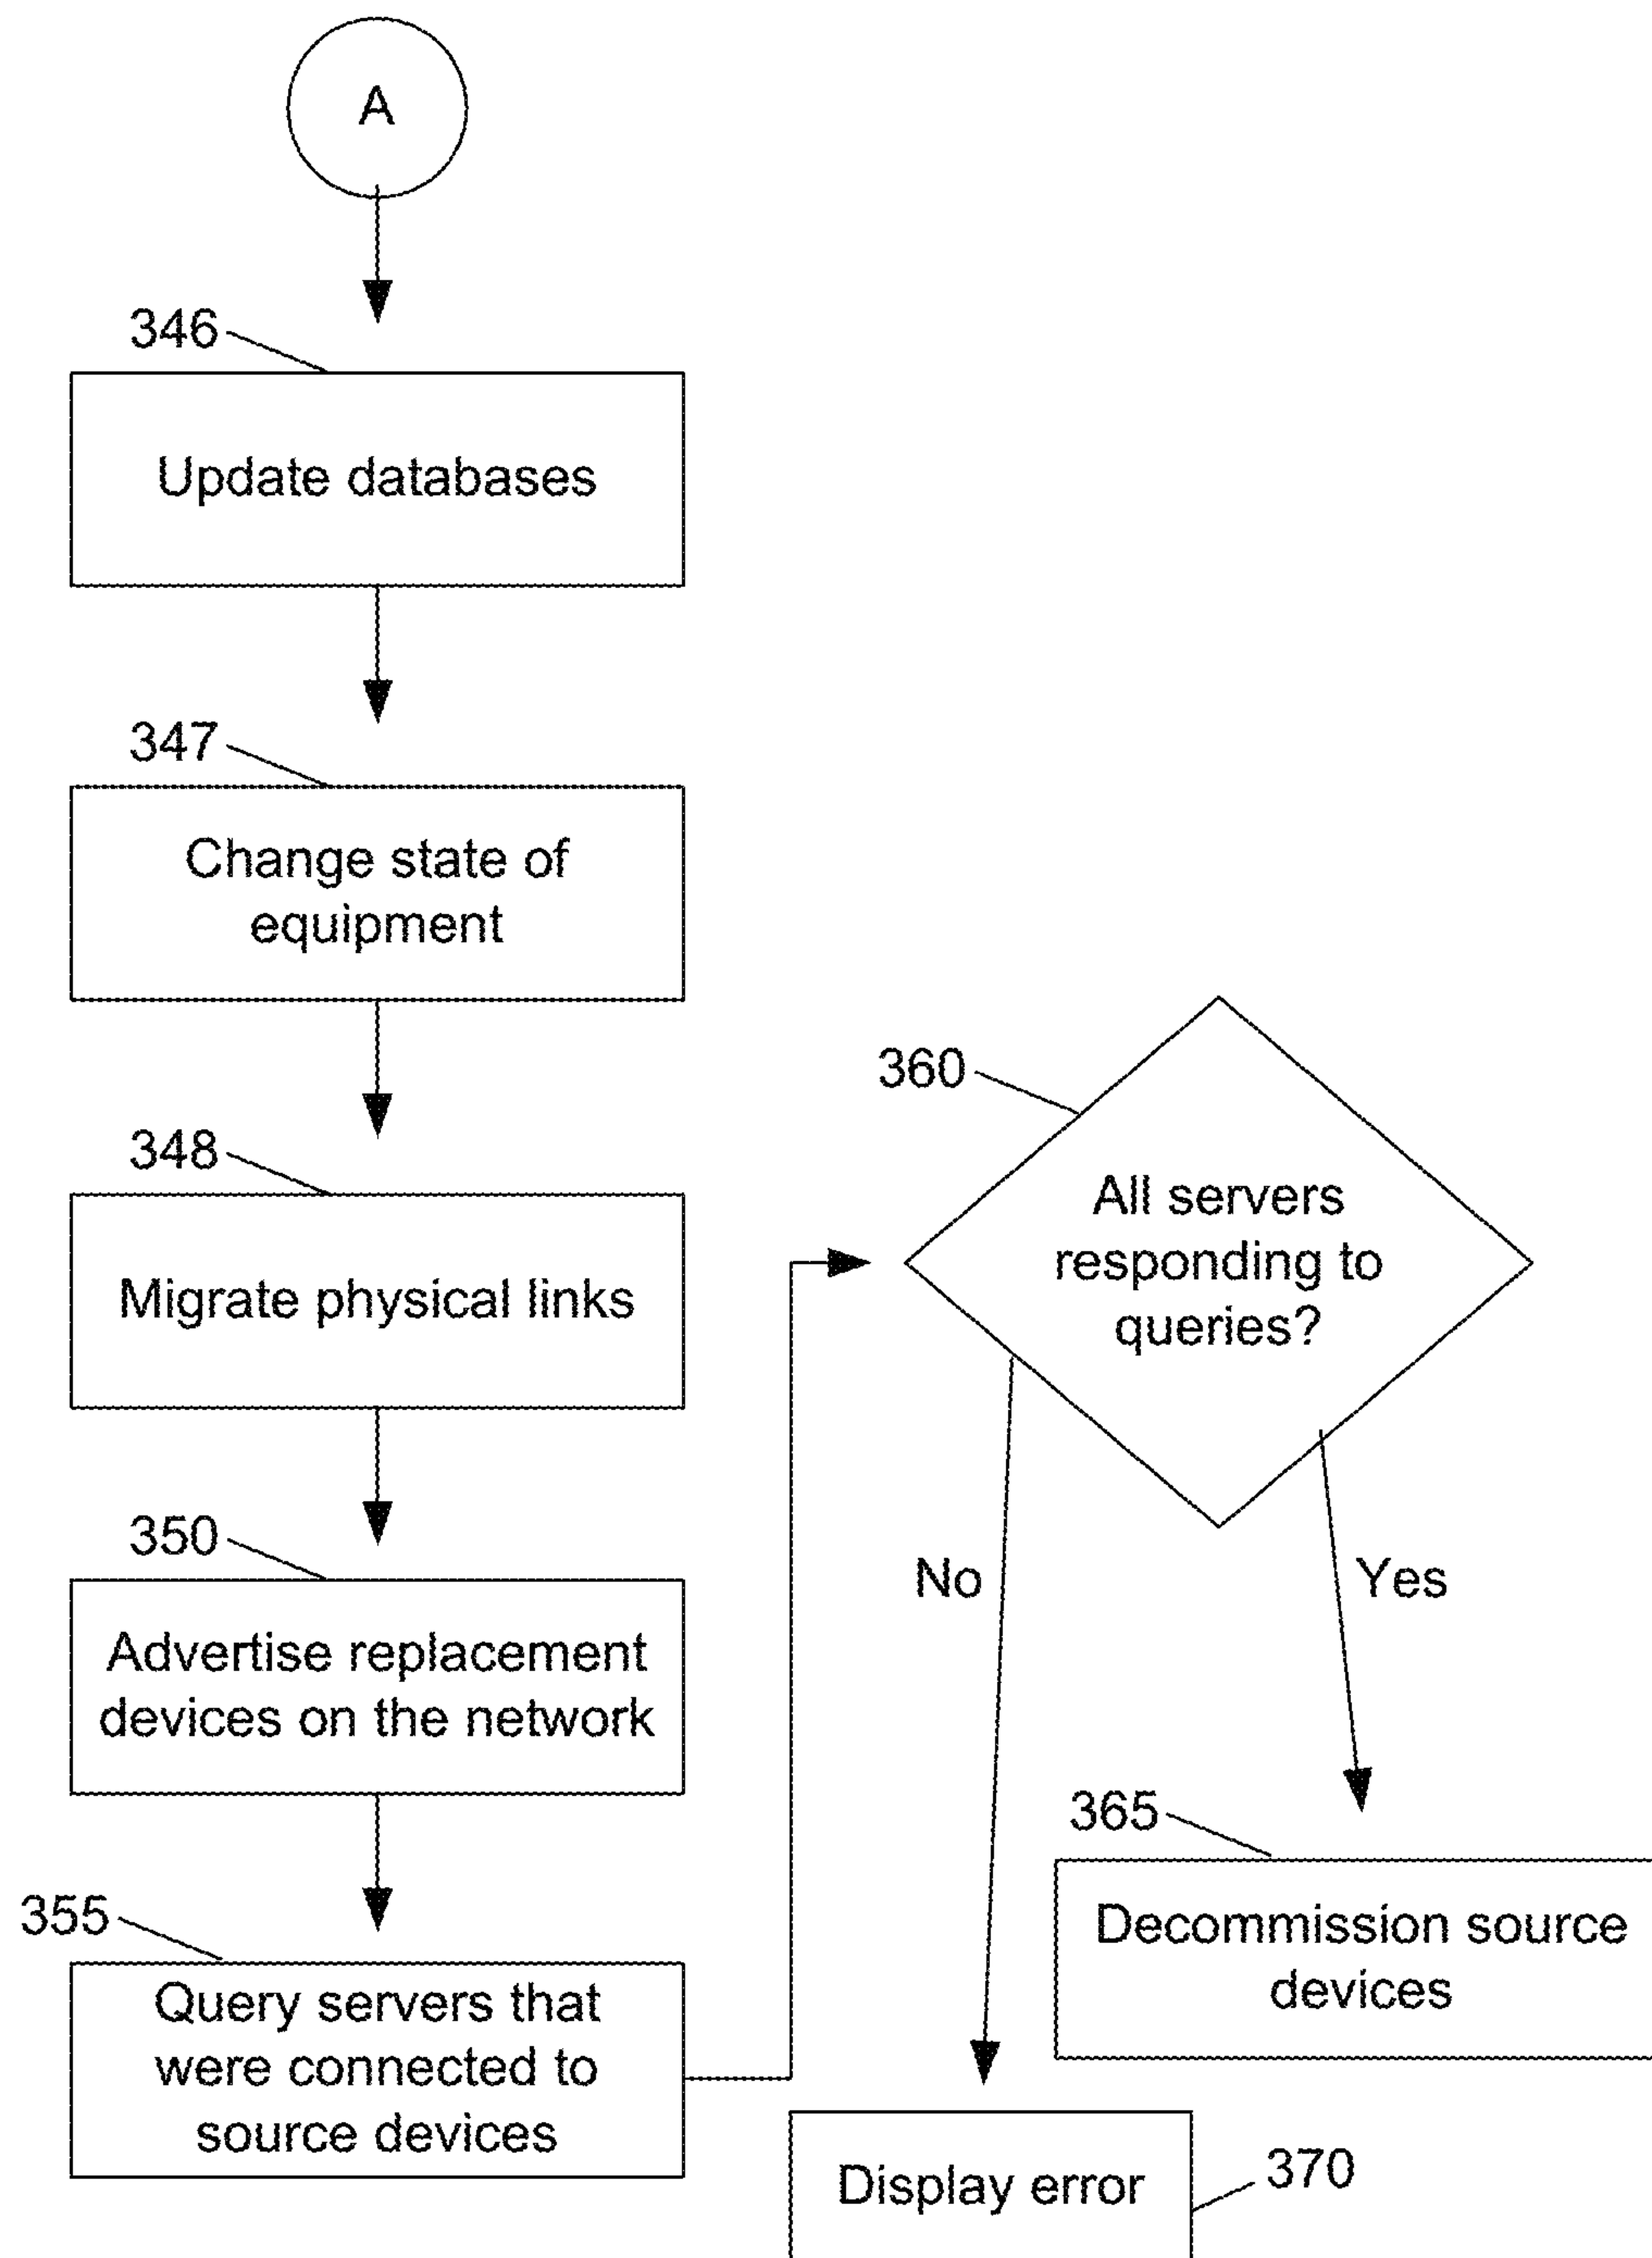 A
346
Update databases
347
Change state of
equipment
348
Migrate physical links
350
Advertise replacement
devices on the network
355
Query servers that
were connected to
source devices
360
All servers
responding to
queries?
No
Yes
365
Decommission source
devices
Display error
370